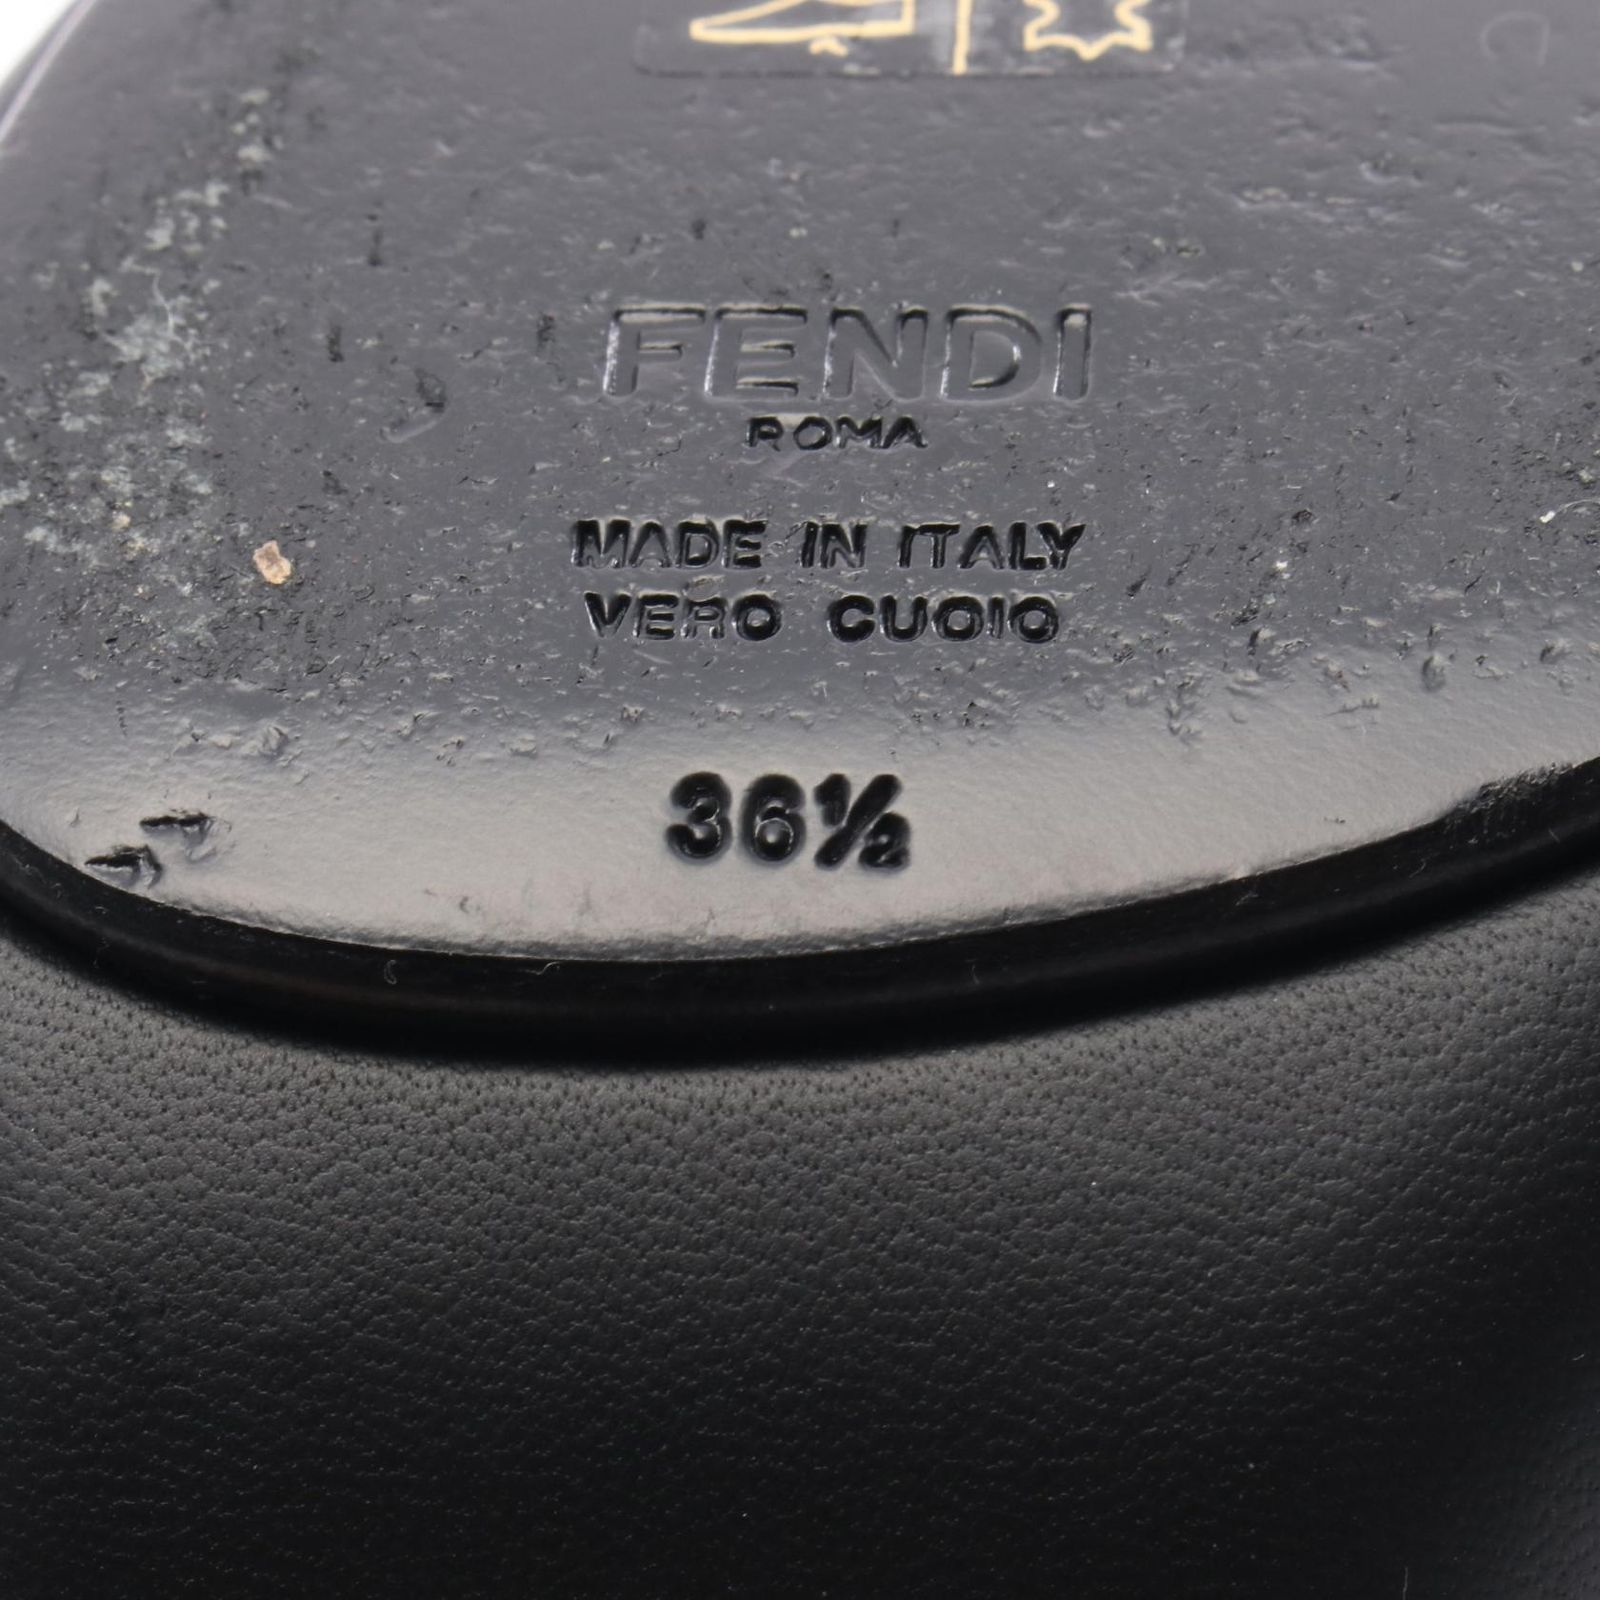 FENDI
ROMA
MADE IN ITALY
VERO CUOIO
36½